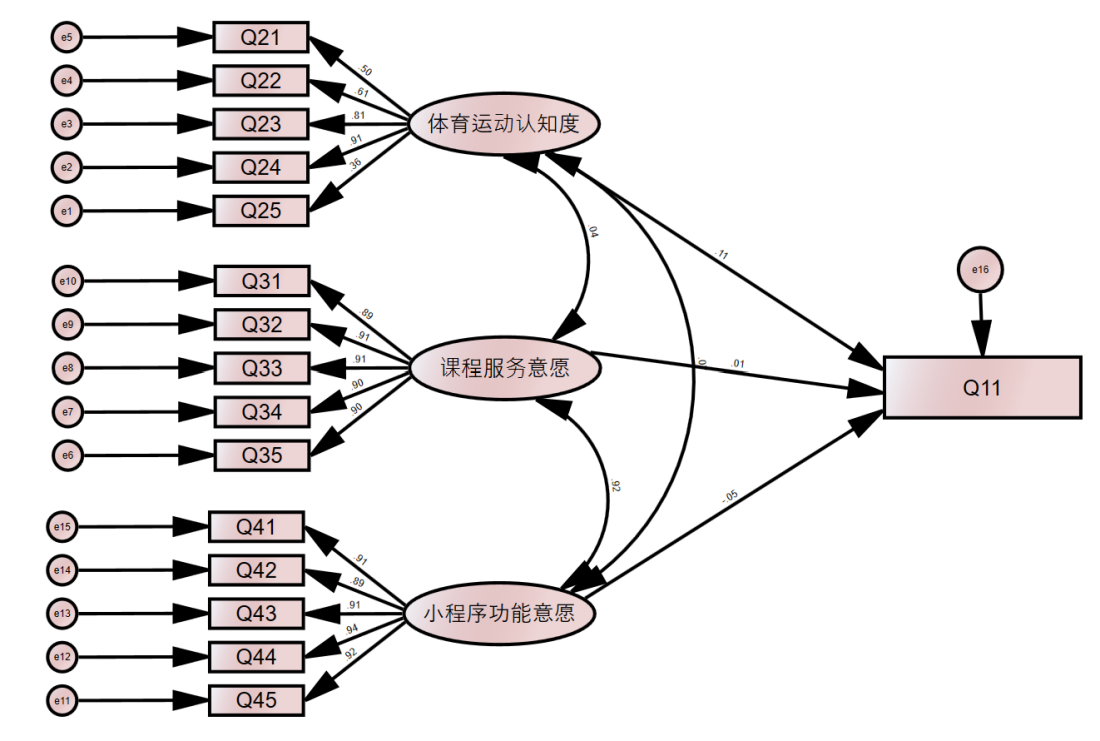 e5
Q21
.50
e4
Q22
.61
体育运动认知度
e3
Q23
.81
e2
Q24
.91
e1
Q25
.36
.04
.11
e16
e10
Q31
.89
e9
Q32
.91
课程服务意愿
e8
Q33
.91
.01
Q11
e7
Q34
.90
e6
Q35
.90
.92
-.05
e15
Q41
.91
e14
Q42
.89
小程序功能意愿
e13
Q43
.91
e12
Q44
.94
e11
Q45
.92